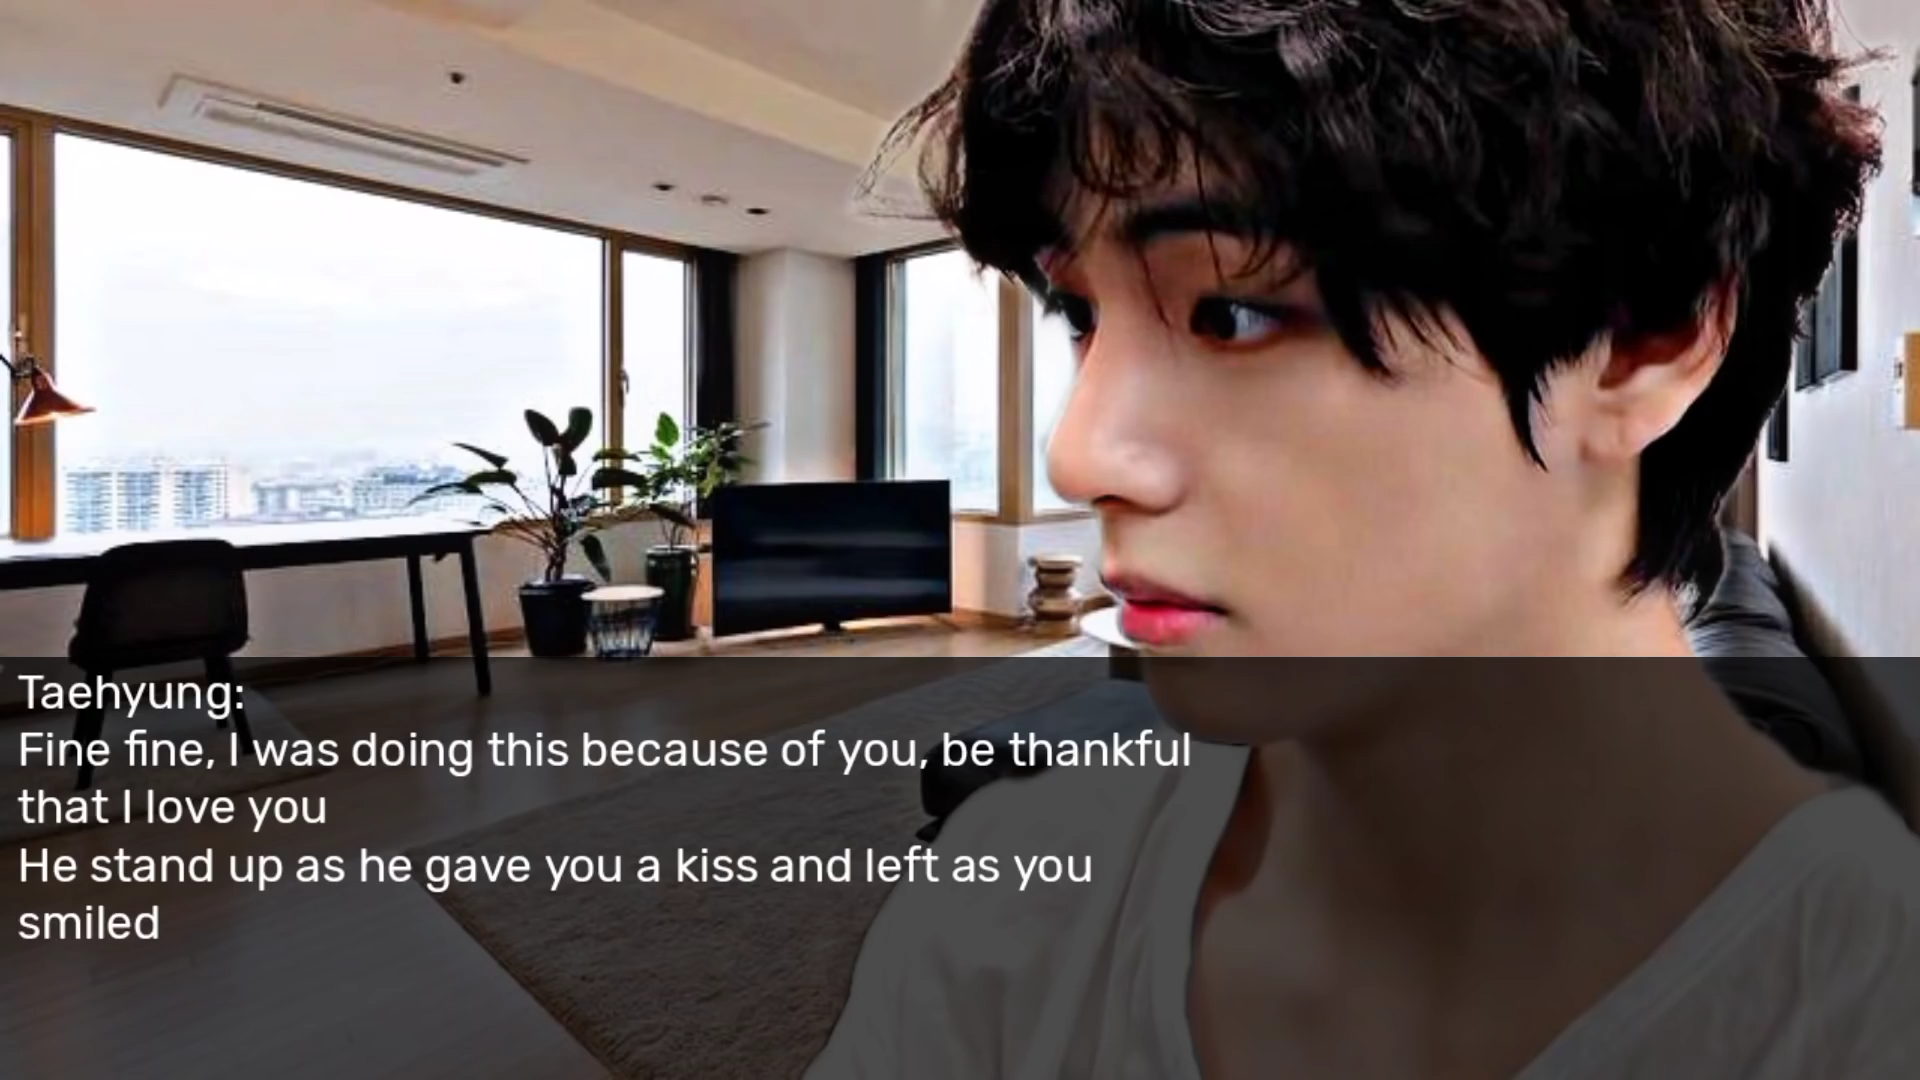 Taehyung:
Fine fine, I was doing this because of you, be thankful
that I love you
He stand up as he gave you a kiss and left as you
smiled